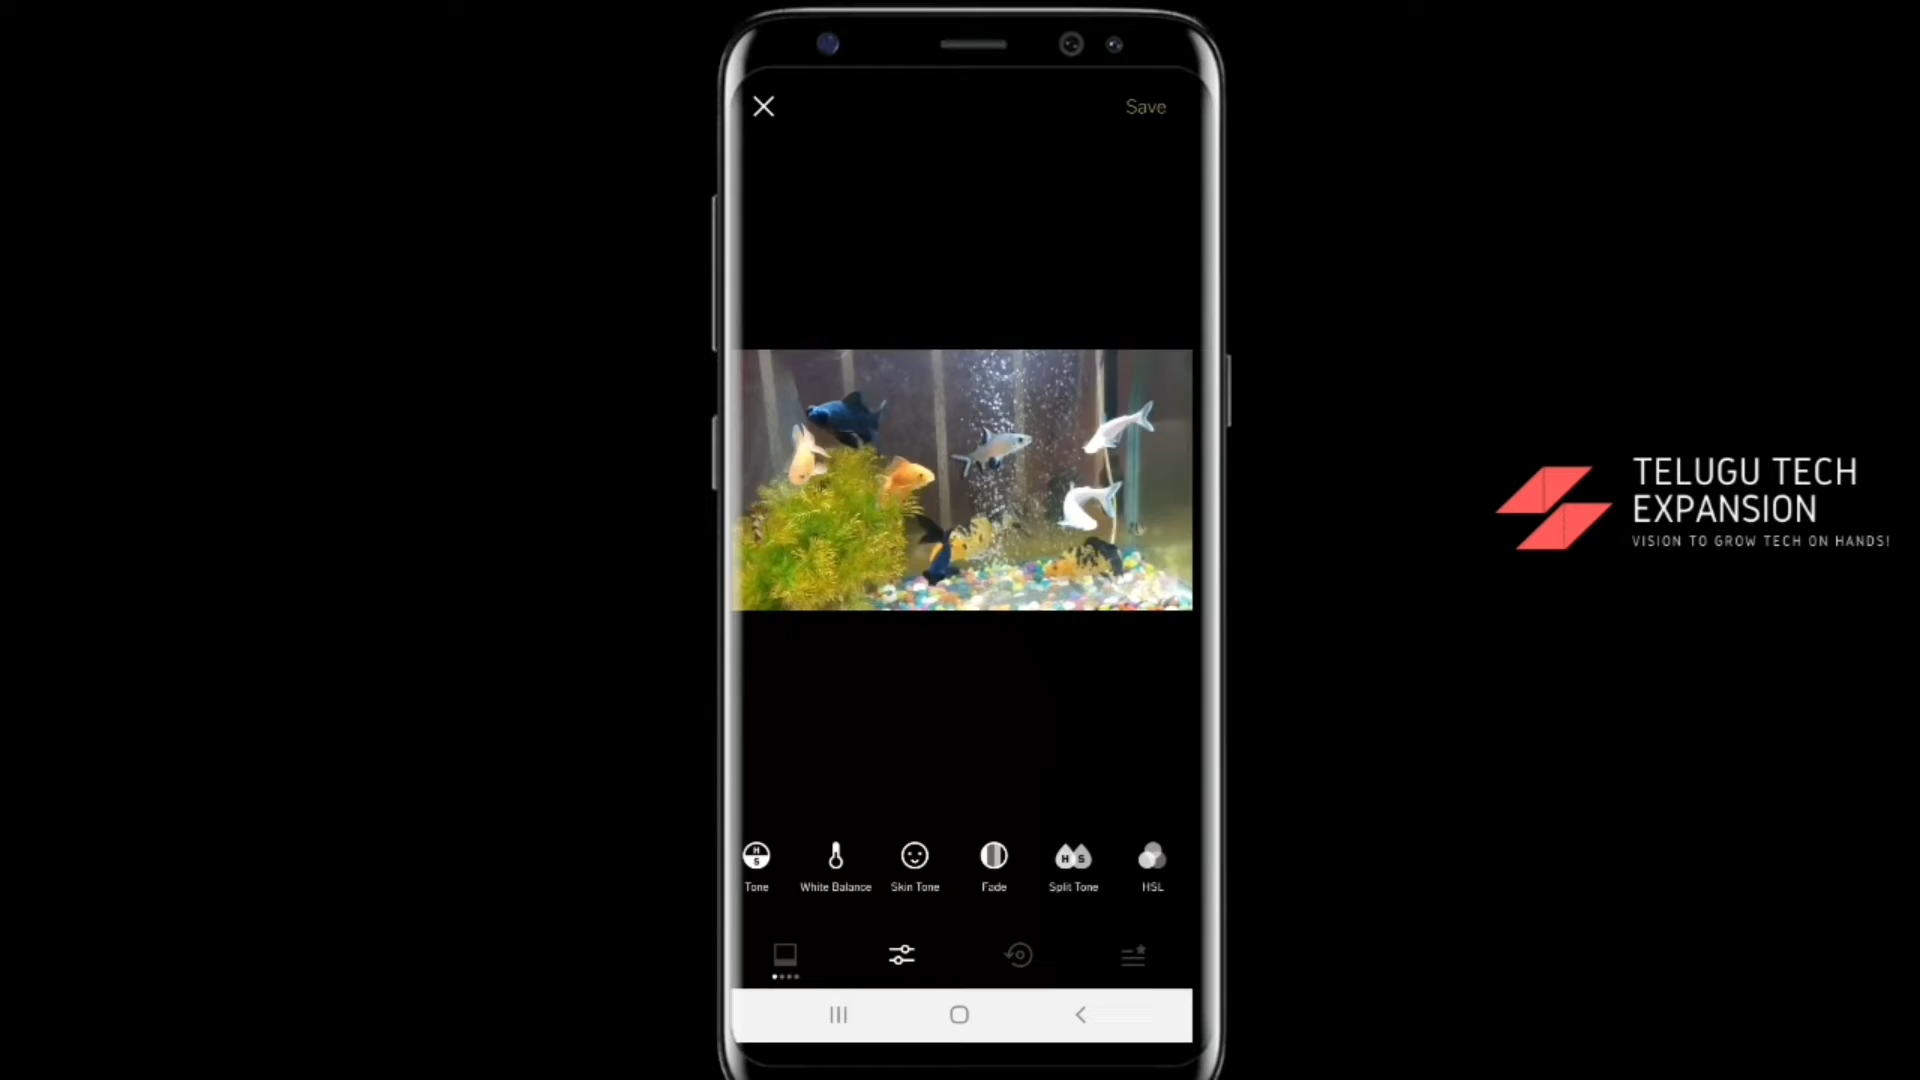 Save
TELUGU TECH
EXPANSION
VISION TO GROW TECH ON HANDS!
H
S
H S
Tone White Balance Skin Tone Fade Split Tone HSL